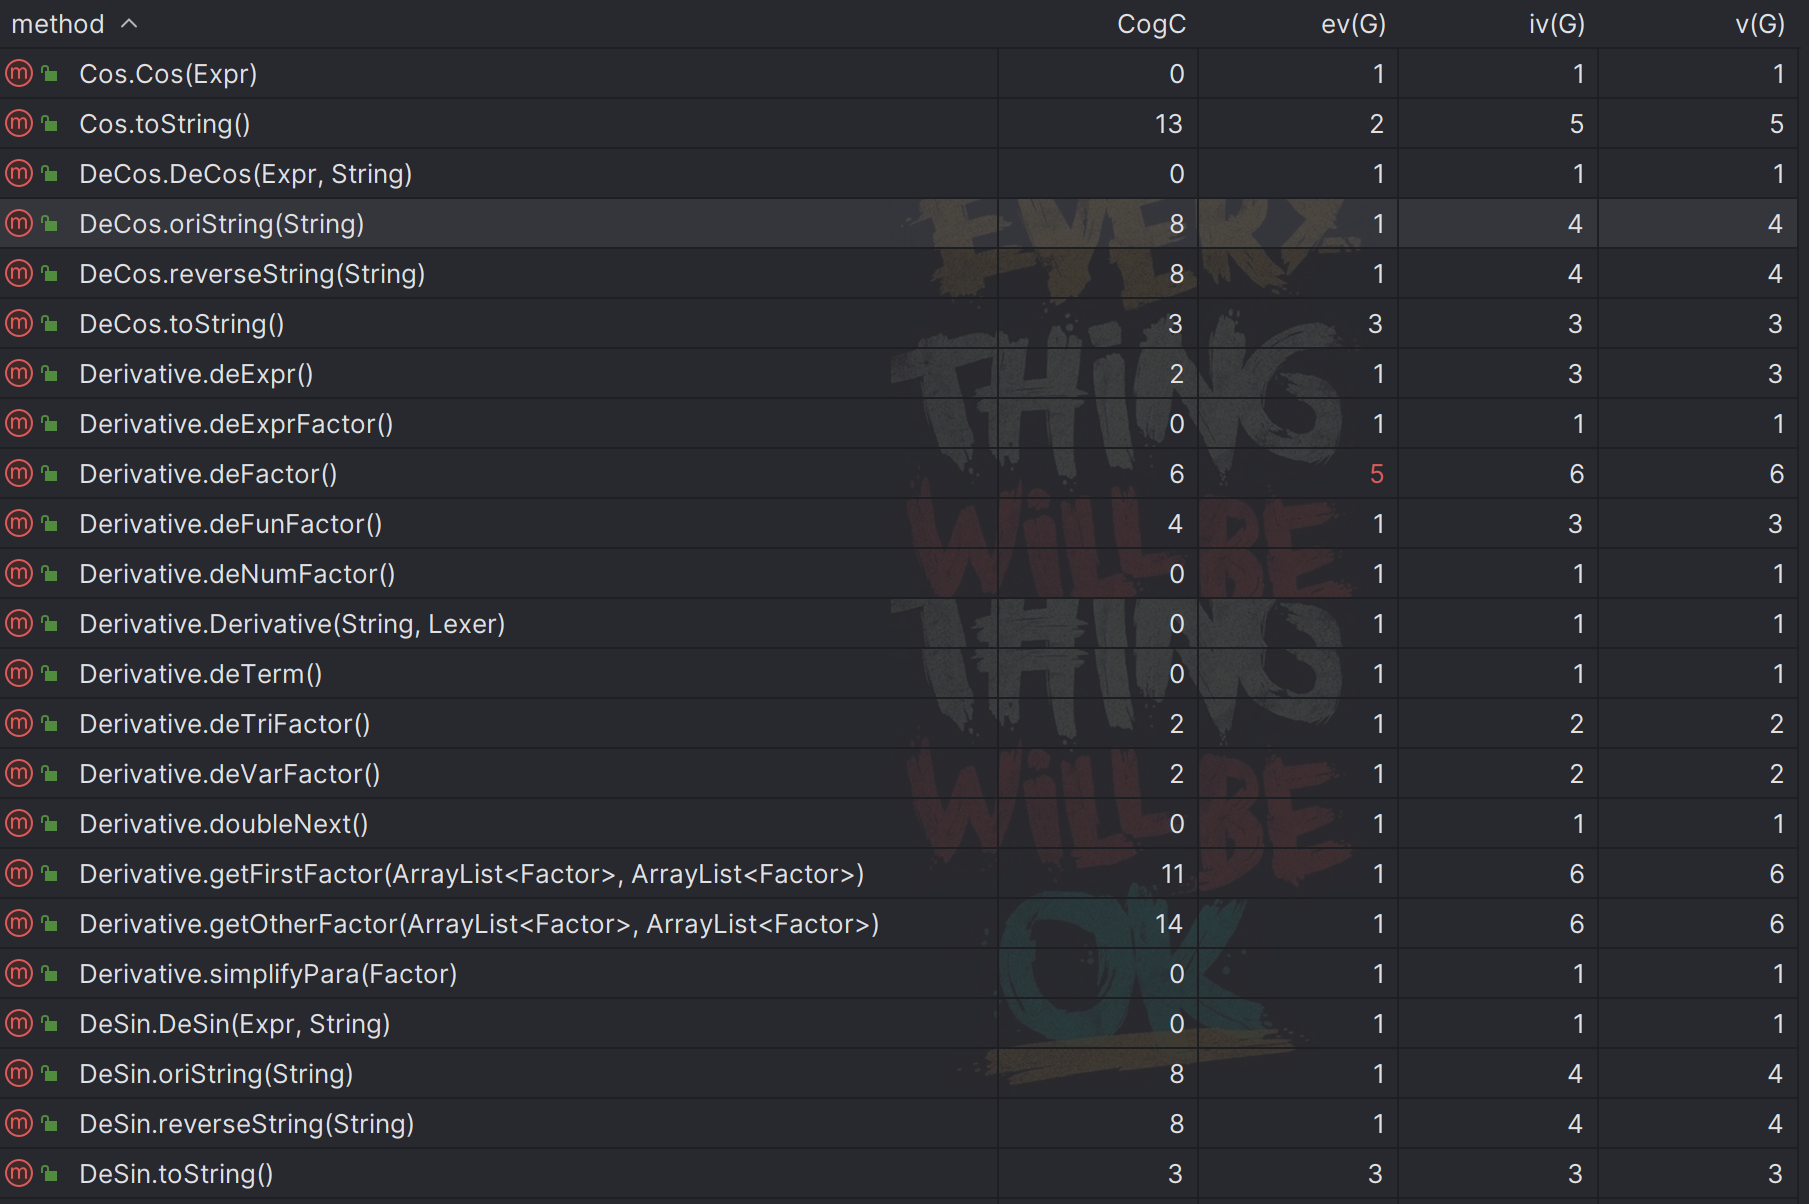 method CogC ev(G) iv(G) v(G)
Cos.Cos(Expr) 0 1 1 1
Cos.toString() 13 2 5 5
DeCos.DeCos(Expr, String) 0 1 1 1
DeCos.oriString(String) 8 1 4 4
DeCos.reverseString(String) 8 1 4 4
DeCos.toString() 3 3 3 3
Derivative.deExpr() 2 1 3 3
Derivative.deExprFactor() 0 1 1 1
Derivative.deFactor() 6 5 6 6
Derivative.deFunFactor() 4 1 3 3
Derivative.deNumFactor() 0 1 1 1
Derivative.Derivative(String, Lexer) 0 1 1 1
Derivative.deTerm() 0 1 1 1
Derivative.deTriFactor() 2 1 2 2
Derivative.deVarFactor() 2 1 2 2
Derivative.doubleNext() 0 1 1 1
Derivative.getFirstFactor(ArrayList<Factor>, ArrayList<Factor>) 11 1 6 6
Derivative.getOtherFactor(ArrayList<Factor>, ArrayList<Factor>) 14 1 6 6
Derivative.simplifyPara(Factor) 0 1 1 1
DeSin.DeSin(Expr, String) 0 1 1 1
DeSin.oriString(String) 8 1 4 4
DeSin.reverseString(String) 8 1 4 4
DeSin.toString() 3 3 3 3
EVERY
THiNG
WiLL BE
THiNG
WiLL BE
OK